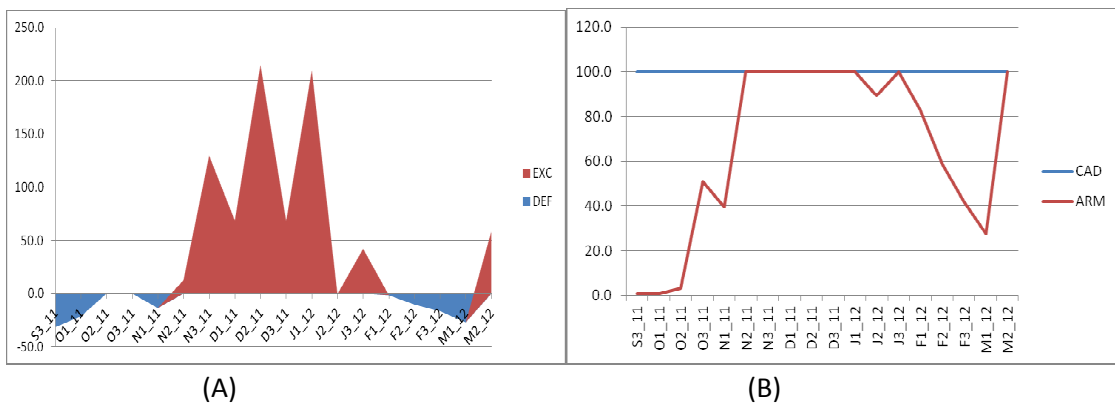 250.0
200.0
150.0
100.0
50.0
0.0
-50.0
S3_11
O1_11
O2_11
O3_11
N1_11
N2_11
N3_11
D1_11
D2_11
D3_11
J1_12
J2_12
J3_12
F1_12
F2_12
F3_12
M1_12
M2_12
EXC
DEF
(A)
120.0
100.0
80.0
60.0
40.0
20.0
0.0
S3_11
O1_11
O2_11
O3_11
N1_11
N2_11
N3_11
D1_11
D2_11
D3_11
J1_12
J2_12
J3_12
F1_12
F2_12
F3_12
M1_12
M2_12
CAD
ARM
(B)